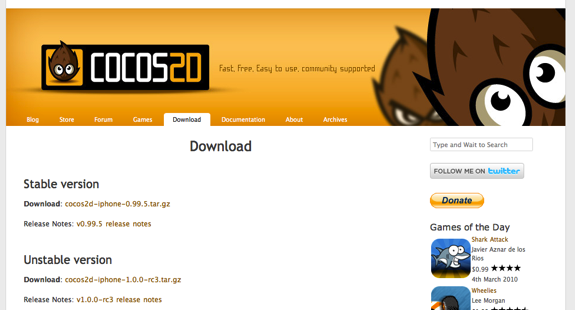 COCOS2D
Fast, Free, Easy to use, community supported
Blog Store Forum Games Download Documentation About Archives
Download
Stable version
Download: cocos2d-iphone-0.99.5.tar.gz
Release Notes: v0.99.5 release notes
Unstable version
Download: cocos2d-iphone-1.0.0-rc3.tar.gz
Release Notes: v1.0.0-rc3 release notes
Type and Wait to Search
FOLLOW ME ON twitter
Donate
Games of the Day
Shark Attack
Javier Aznar de los
Rios
$0.99 ★★★★
4th March 2010
Wheelies
Lee Morgan